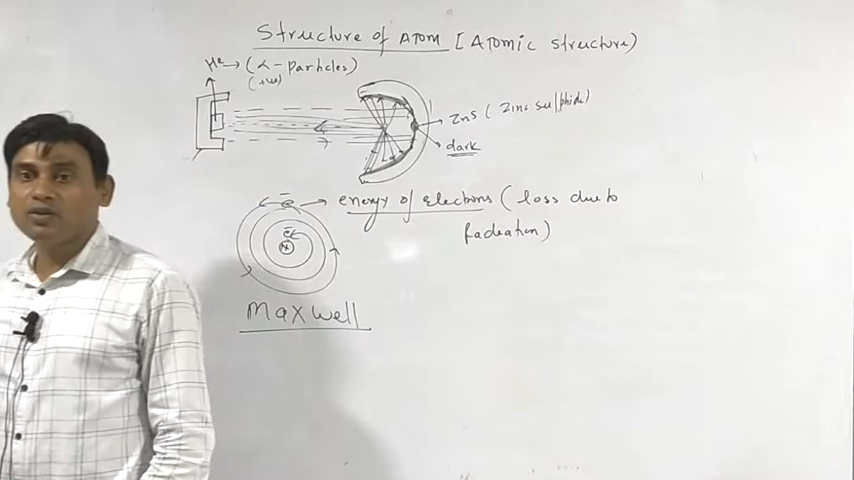 Structure of Atom [Atomic structure)
He → (α-particles)
(+ve)
ZnS (Zinc sulphide)
dark
ē → energy of electrons (loss due to
Radiation)
ē
N
Maxwell